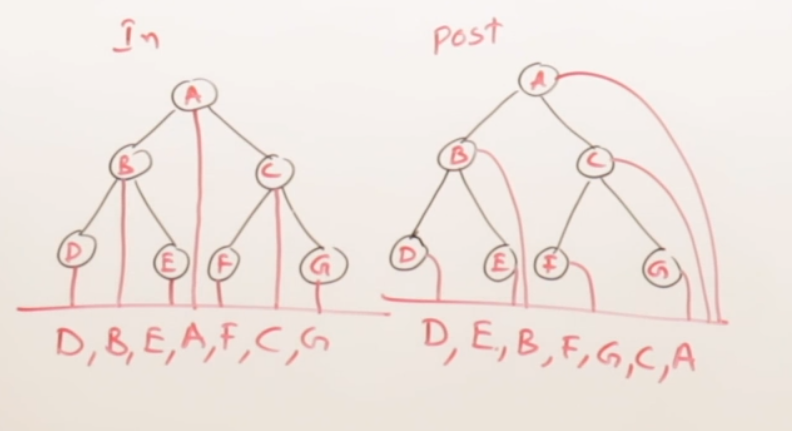 In
Post
A
A
B
C
B
C
D
E
F
G
D
E
F
G
D, B, E, A, F, C, G
D, E, B, F, G, C, A